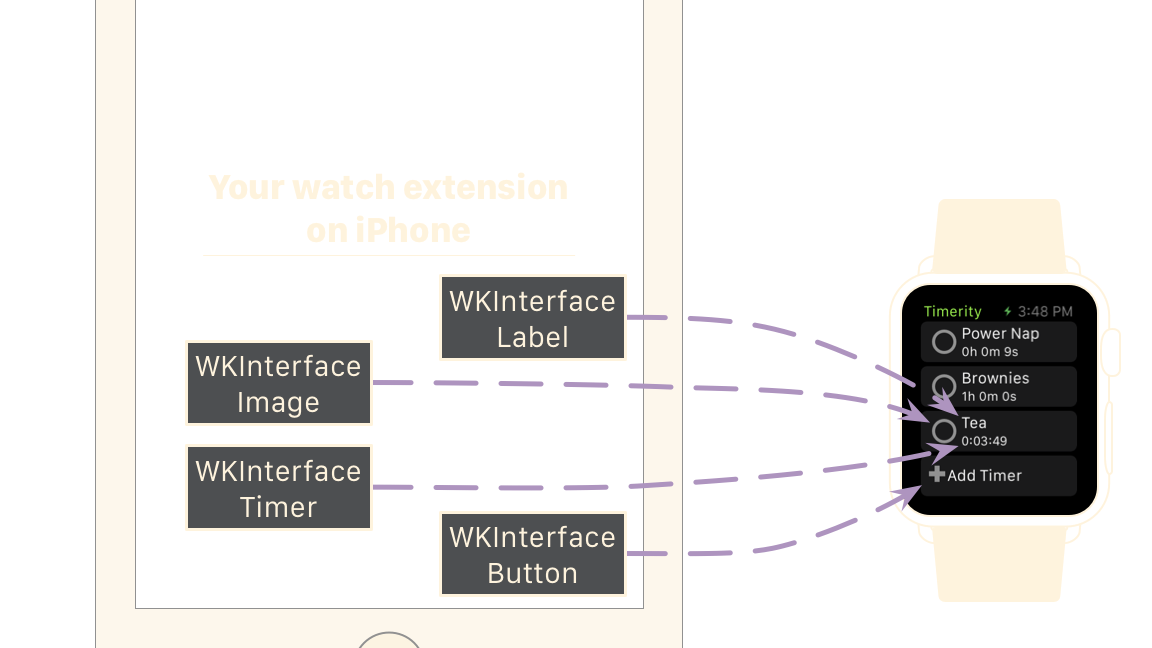 Your watch extension
on iPhone
WKInterface
Label
WKInterface
Image
WKInterface
Timer
WKInterface
Button
Timerity 3:48 PM
Power Nap
0h 0m 9s
Brownies
1h 0m 0s
Tea
0:03:49
Add Timer